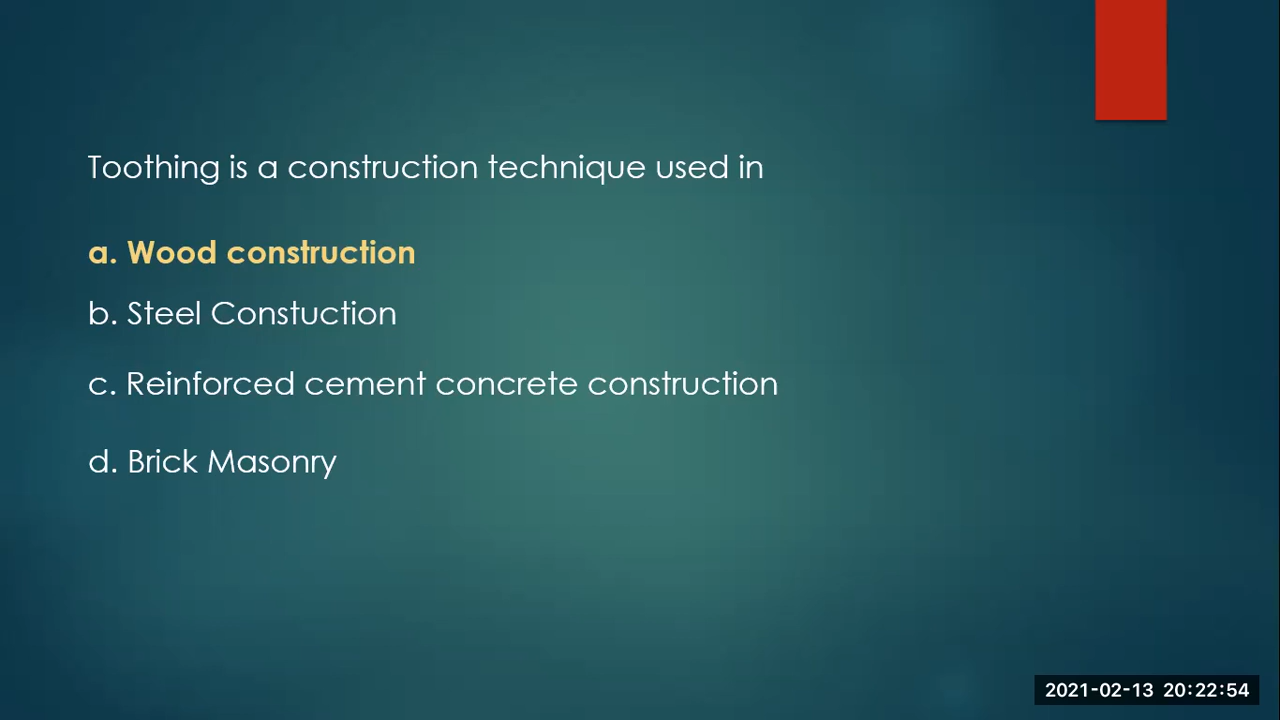 Toothing is a construction technique used in
a. Wood construction
b. Steel Constuction
c. Reinforced cement concrete construction
d. Brick Masonry
2021-02-13 20:22:54